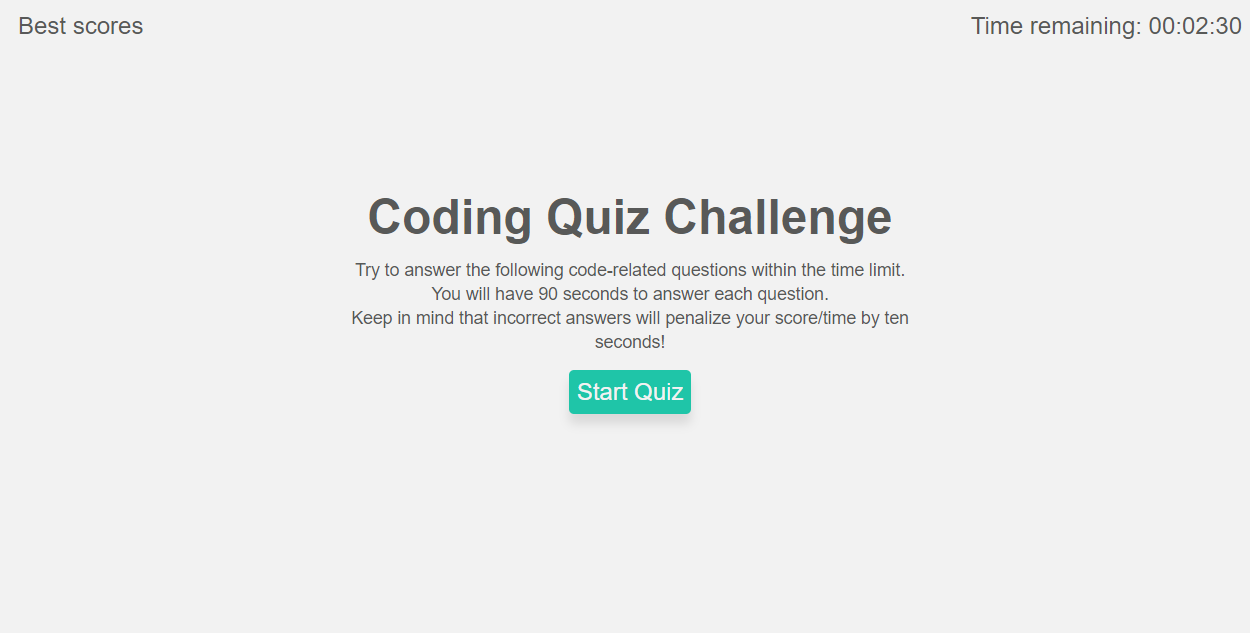 Best scores
Time remaining: 00:02:30
Coding Quiz Challenge
Try to answer the following code-related questions within the time limit.
You will have 90 seconds to answer each question.
Keep in mind that incorrect answers will penalize your score/time by ten
seconds!
Start Quiz